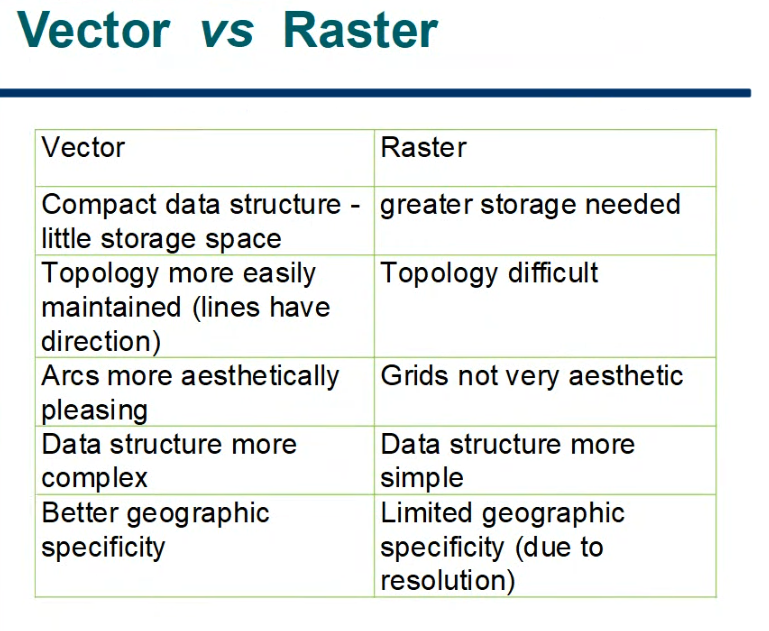 Vector vs Raster
Vector
Raster
Compact data structure -
little storage space
greater storage needed
Topology more easily
maintained (lines have
direction)
Topology difficult
Arcs more aesthetically
pleasing
Grids not very aesthetic
Data structure more
complex
Data structure more
simple
Better geographic
specificity
Limited geographic
specificity (due to
resolution)